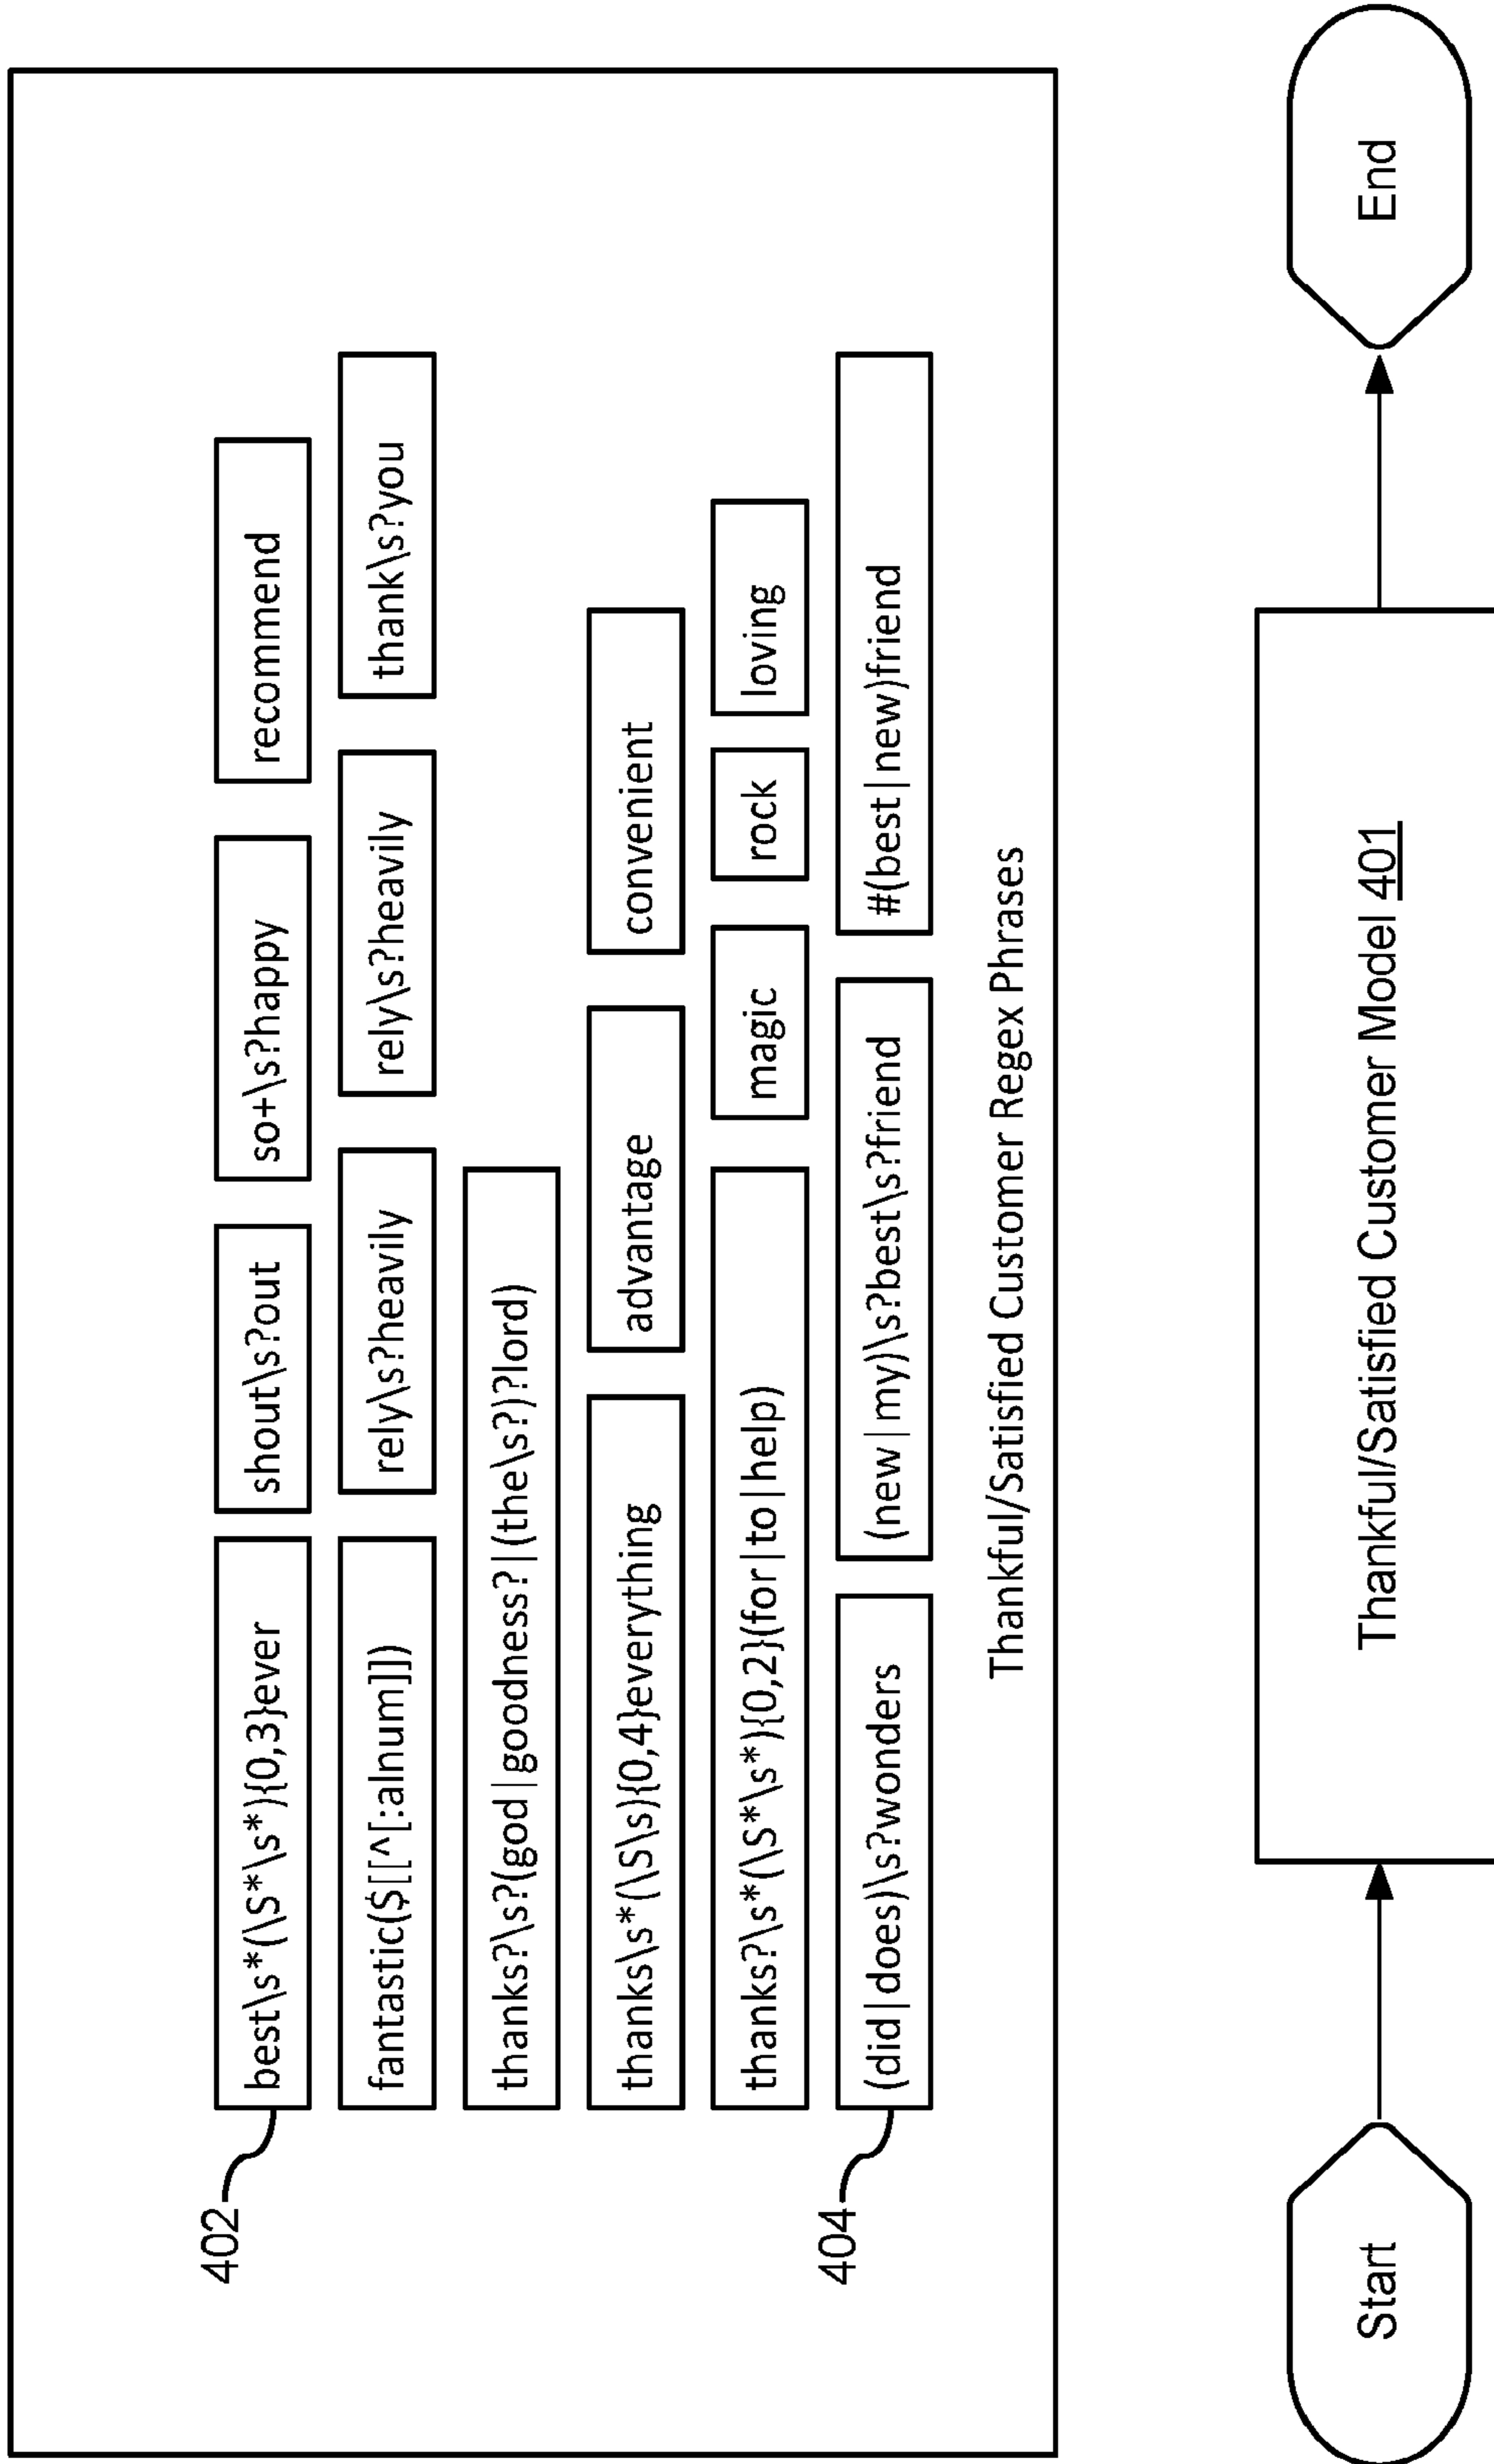 402 best\s*(\S*\s*){0,3}ever shout\s?out so+\s?happy recommend
fantastic($[[^[:alnum]]) rely\s?heavily rely\s?heavily thank\s?you
thanks?\s?(god|goodness?|(the\s?)?lord)
thanks\s*(\S\s){0,4}everything advantage convenient
thanks?\s*(\S*\s*){0,2}(for|to|help) magic rock loving
404 (did|does)\s?wonders (new|my)\s?best\s?friend #(best|new)friend
Thankful/Satisfied Customer Regex Phrases
Start Thankful/Satisfied Customer Model 401 End